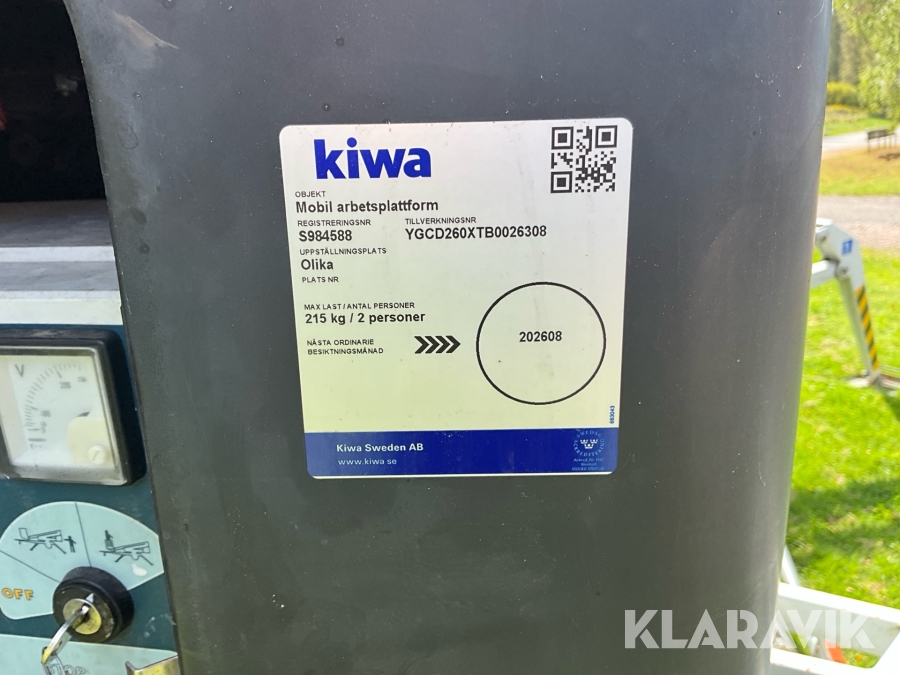 kiwa
OBJEKT
Mobil arbetsplattform
REGISTRERINGSNR TILLVERKNINGSNR
S984588 YGCD260XTB0026308
UPPSTÄLLNINGSPLATS
Olika
PLATS NR
MAX LAST / ANTAL PERSONER
215 kg / 2 personer
NÄSTA ORDINARIE
BESIKTNINGSMÅNAD
202608
663043
Kiwa Sweden AB
www.kiwa.se
V
OFF
KLARAVIK